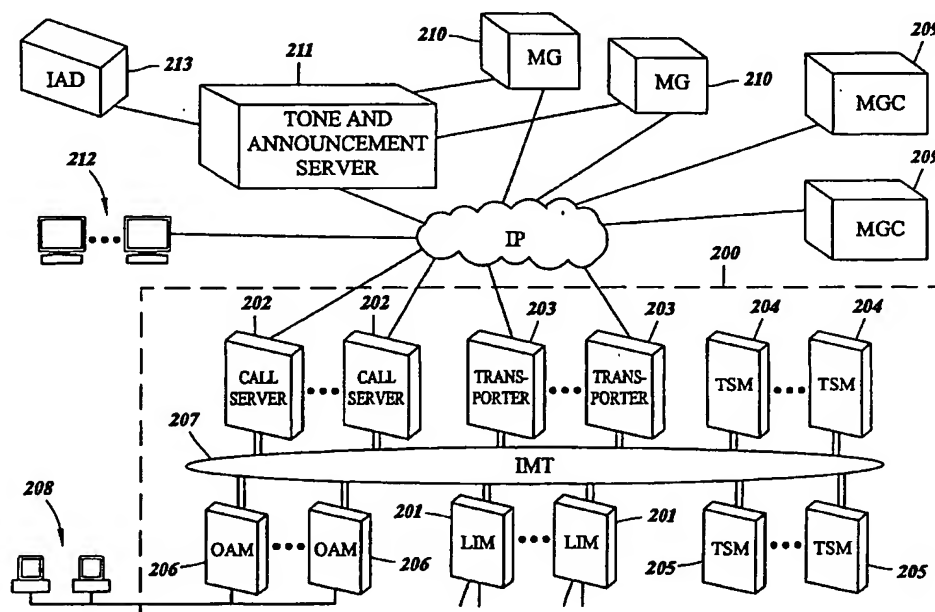 IAD
213
211
TONE AND
ANNOUNCEMENT
SERVER
210
MG
MG
210
209
MGC
209
MGC
212
IP
200
202
CALL
SERVER
202
CALL
SERVER
203
TRANS-
PORTER
203
TRANS-
PORTER
204
TSM
204
TSM
207
IMT
208
OAM
206
OAM
206
201
LIM
LIM
201
TSM
205
TSM
205